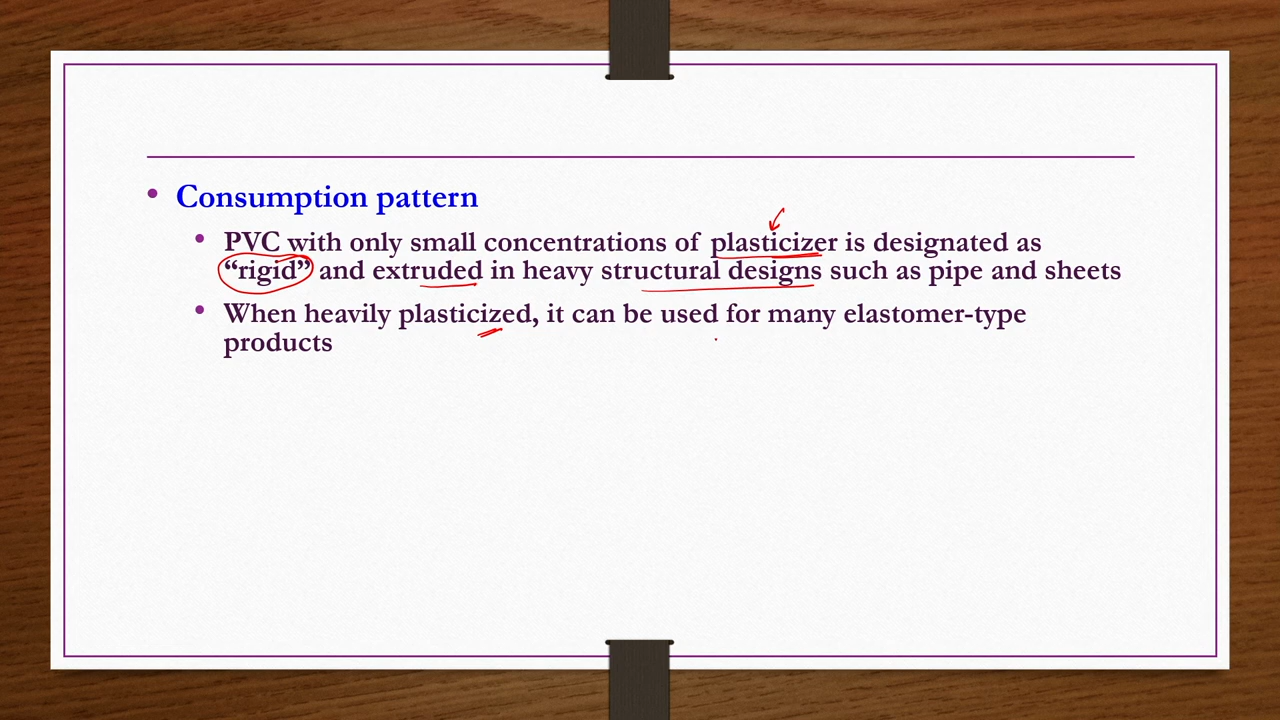 Consumption pattern
PVC with only small concentrations of plasticizer is designated as
“rigid” and extruded in heavy structural designs such as pipe and sheets
When heavily plasticized, it can be used for many elastomer-type
products